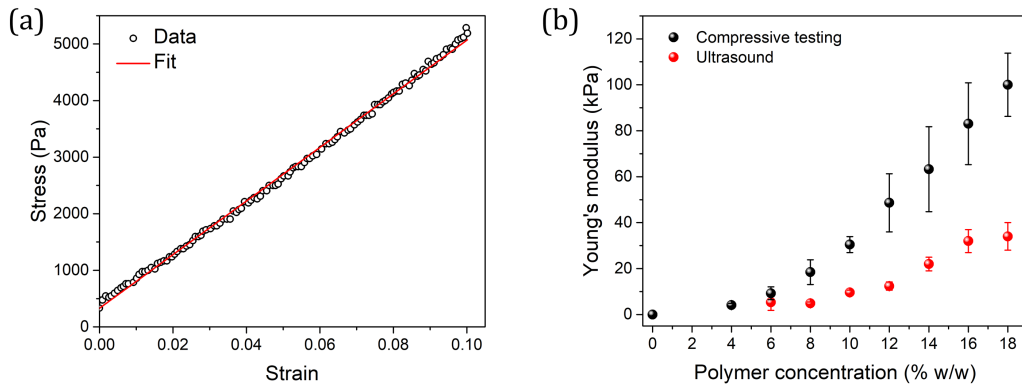 (a)
Data
Fit
Stress (Pa)
5000
4000
3000
2000
1000
0
0.00 0.02 0.04 0.06 0.08 0.10
Strain
(b)
Compressive testing
Ultrasound
Young's modulus (kPa)
120
100
80
60
40
20
0
0 2 4 6 8 10 12 14 16 18
Polymer concentration (% w/w)